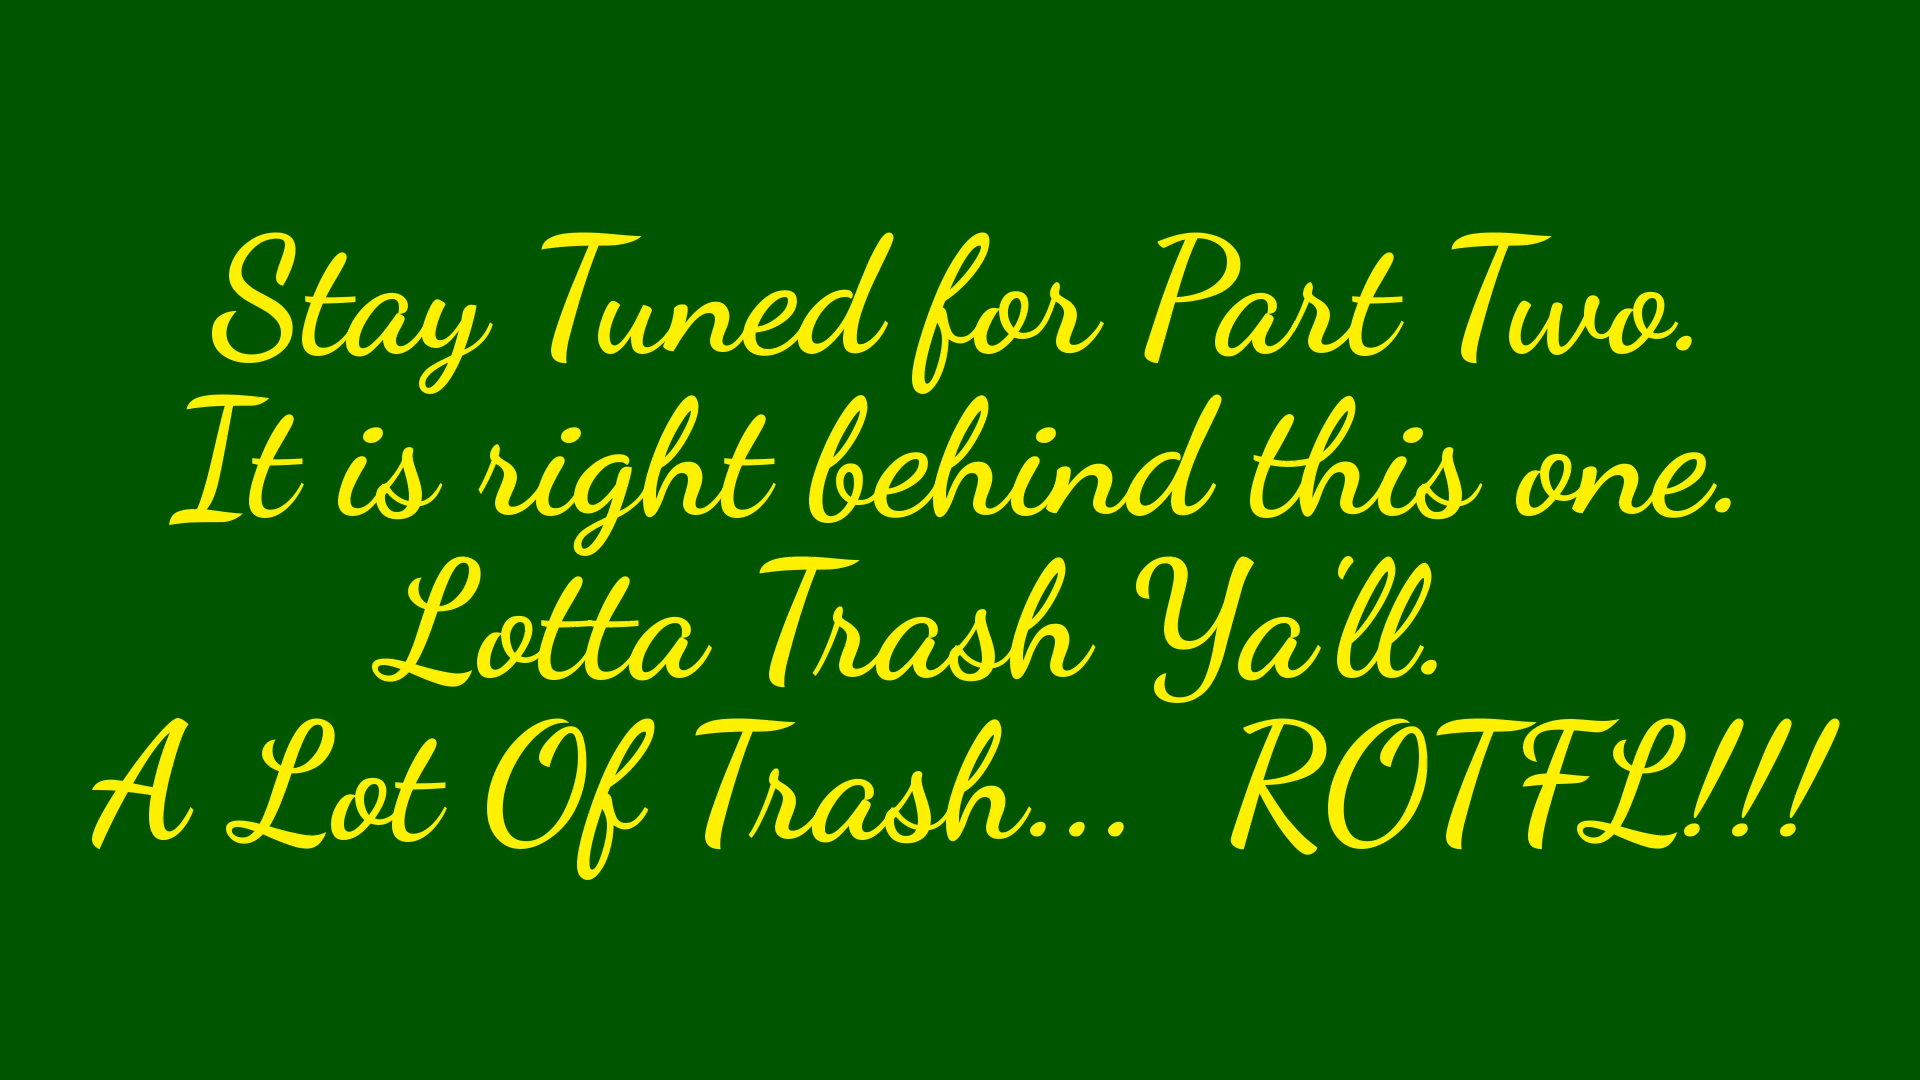 Stay Tuned for Part Two.
It is right behind this one.
Lotta Trash Ya'll.
A Lot Of Trash... ROTFL!!!